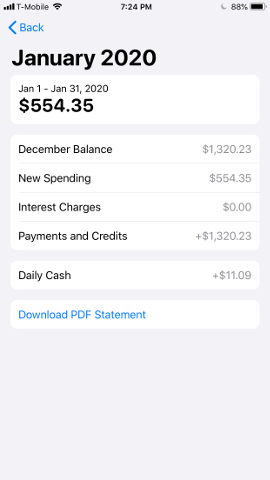 T-Mobile 7:24 PM 88%
Back
January 2020
Jan 1 - Jan 31, 2020
$554.35
December Balance $1,320.23
New Spending $554.35
Interest Charges $0.00
Payments and Credits +$1,320.23
Daily Cash +$11.09
Download PDF Statement